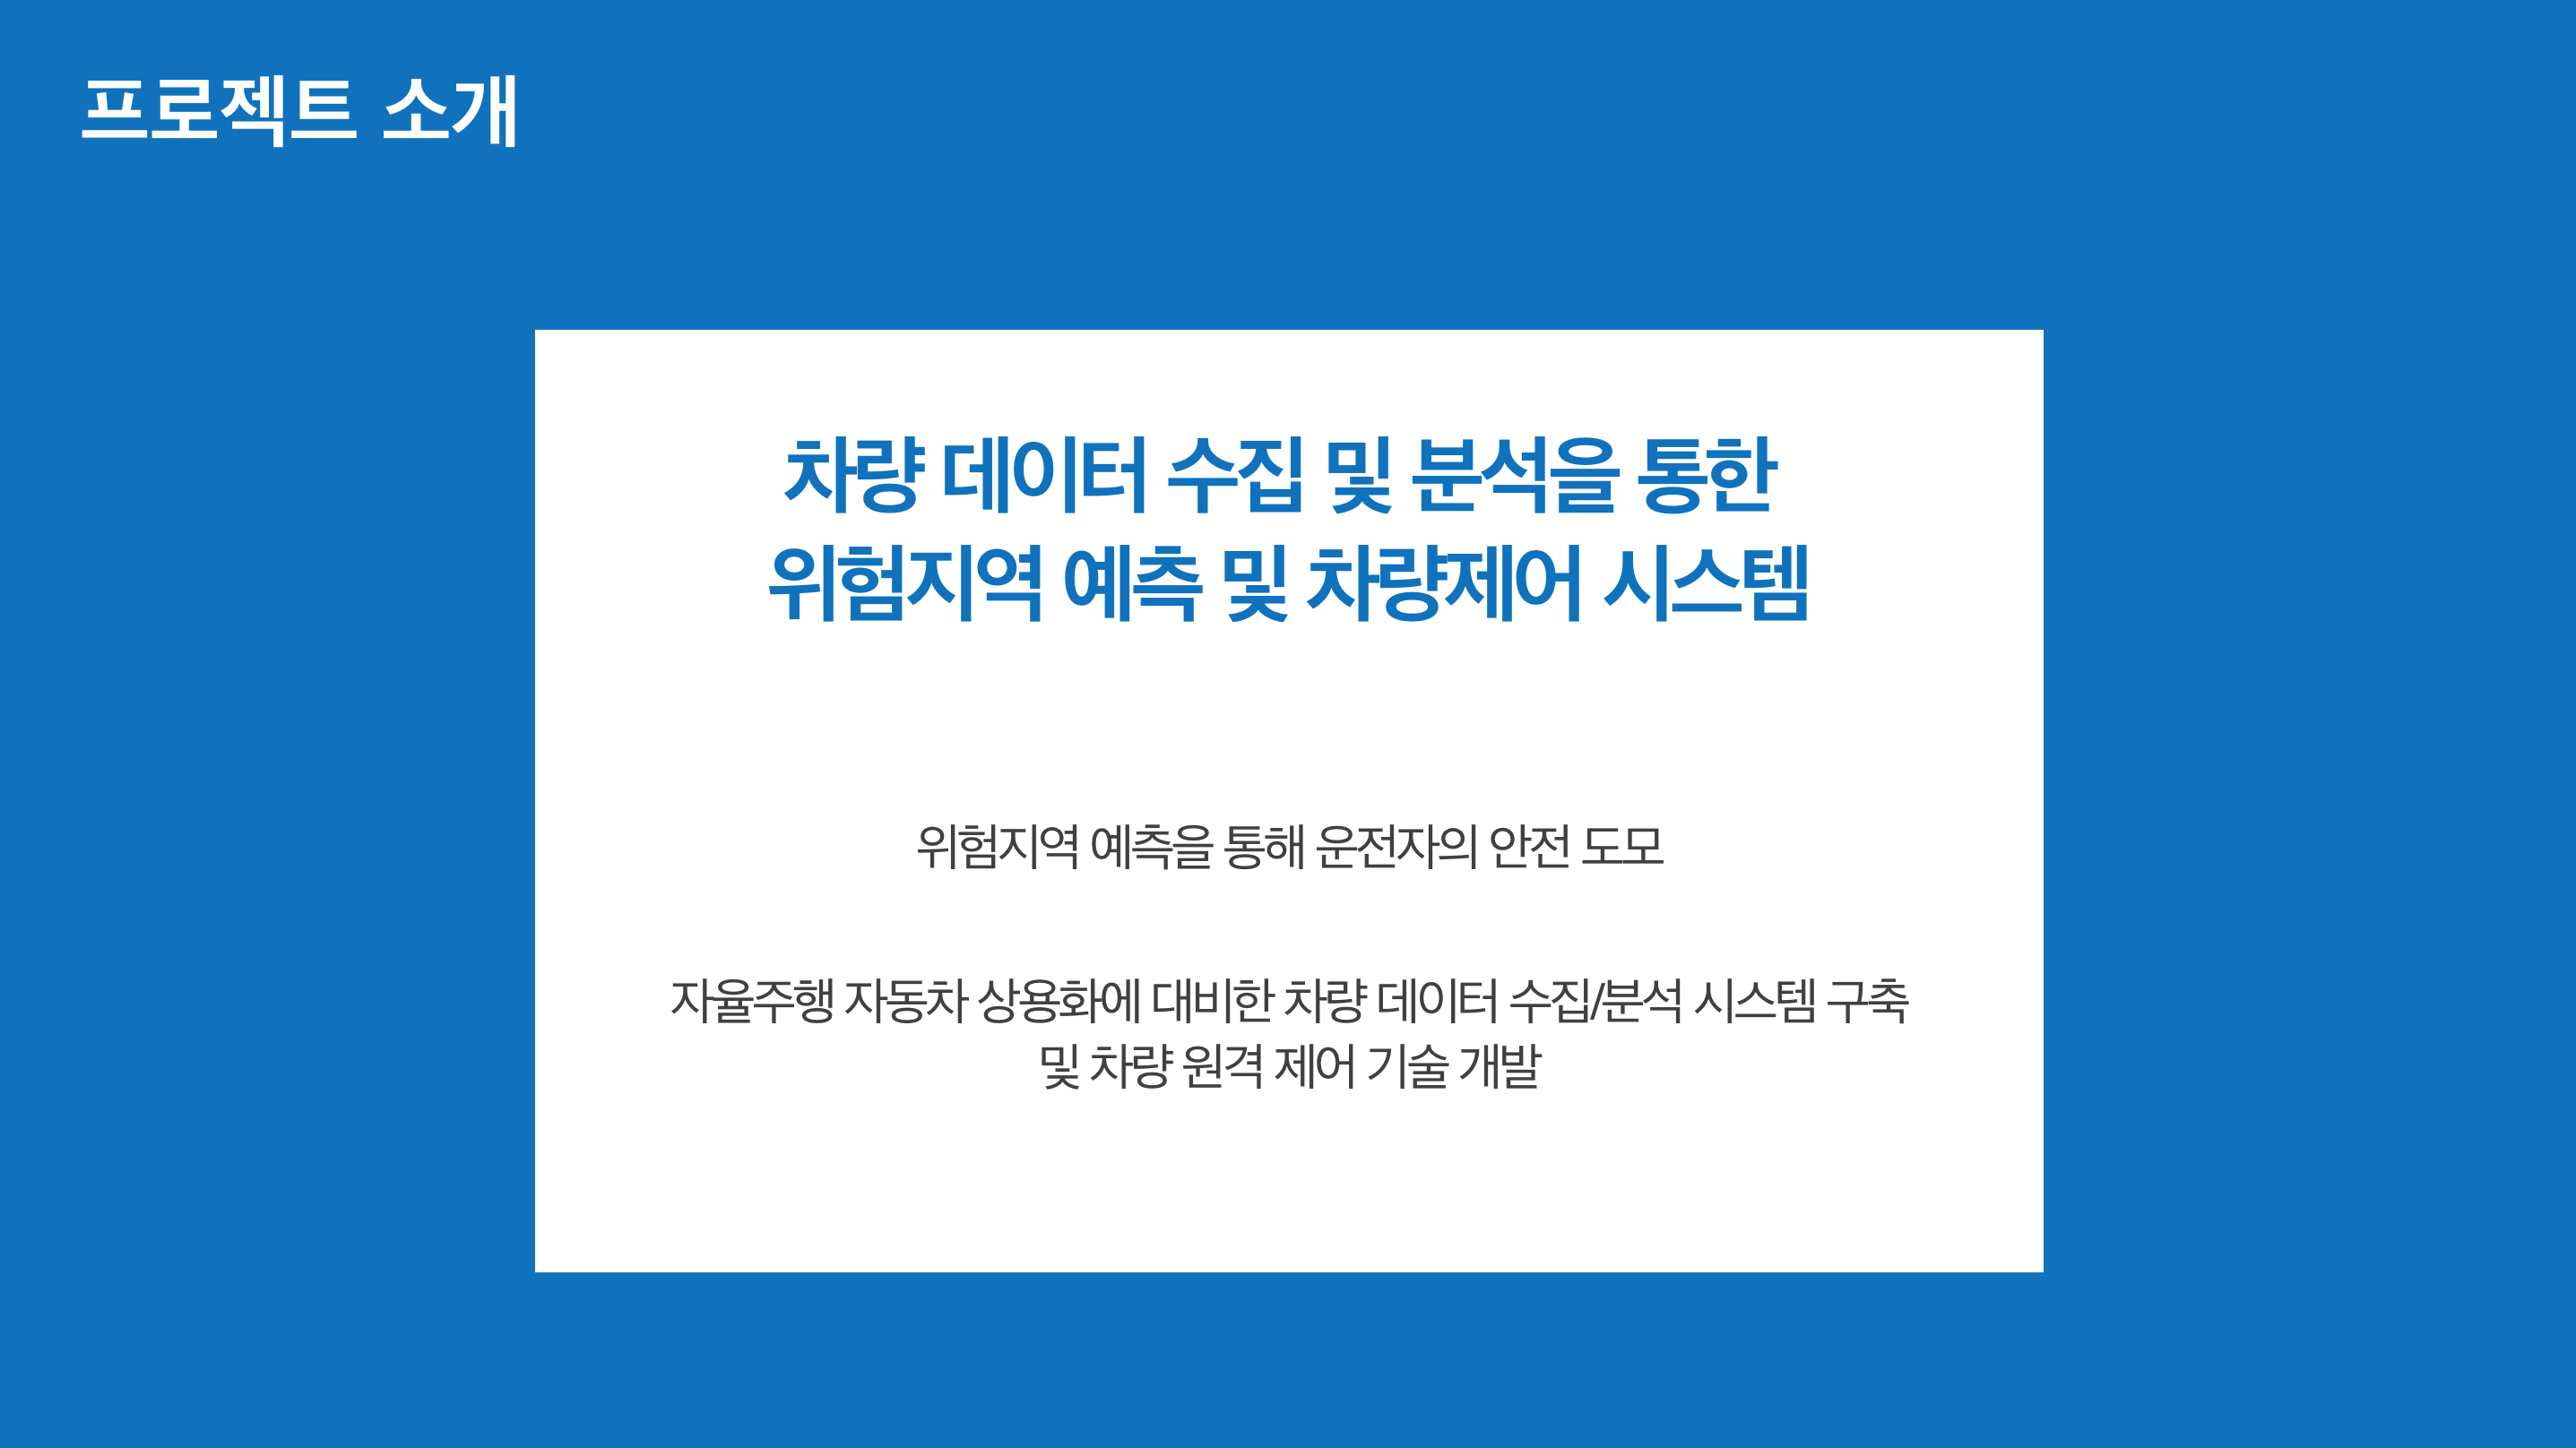 프로젝트 소개
차량 데이터 수집 및 분석을 통한
위험지역 예측 및 차량제어 시스템
위험지역 예측을 통해 운전자의 안전 도모
자율주행 자동차 상용화에 대비한 차량 데이터 수집/분석 시스템 구축
및 차량 원격 제어 기술 개발